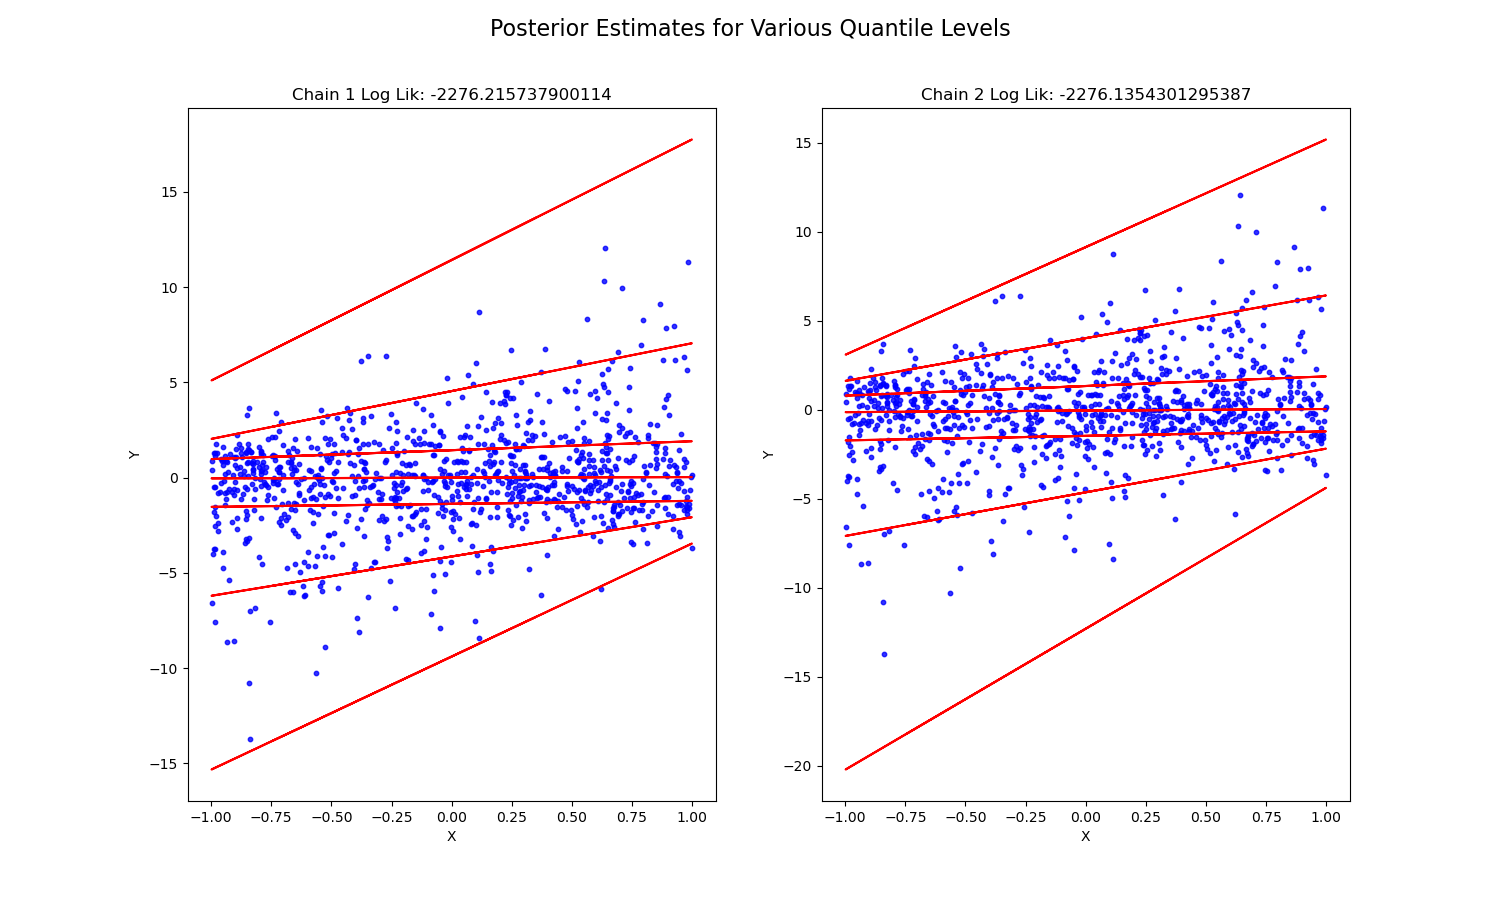 Posterior Estimates for Various Quantile Levels
Chain 1 Log Lik: -2276.215737900114
15
10
5
0
−5
−10
−15
Y
−1.00 −0.75 −0.50 −0.25 0.00 0.25 0.50 0.75 1.00
X
Chain 2 Log Lik: -2276.1354301295387
15
10
5
0
−5
−10
−15
−20
Y
−1.00 −0.75 −0.50 −0.25 0.00 0.25 0.50 0.75 1.00
X